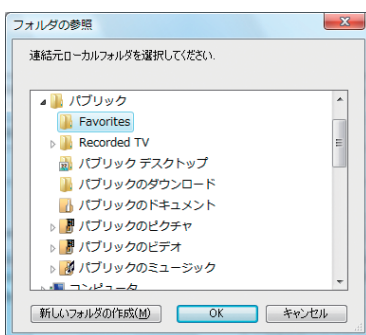 フォルダの参照
連結元ローカルフォルダを選択してください.
パブリック
Favorites
Recorded TV
パブリック デスクトップ
パブリックのダウンロード
パブリックのドキュメント
パブリックのピクチャ
パブリックのビデオ
パブリックのミュージック
コンピュータ
新しいフォルダの作成(M) OK キャンセル